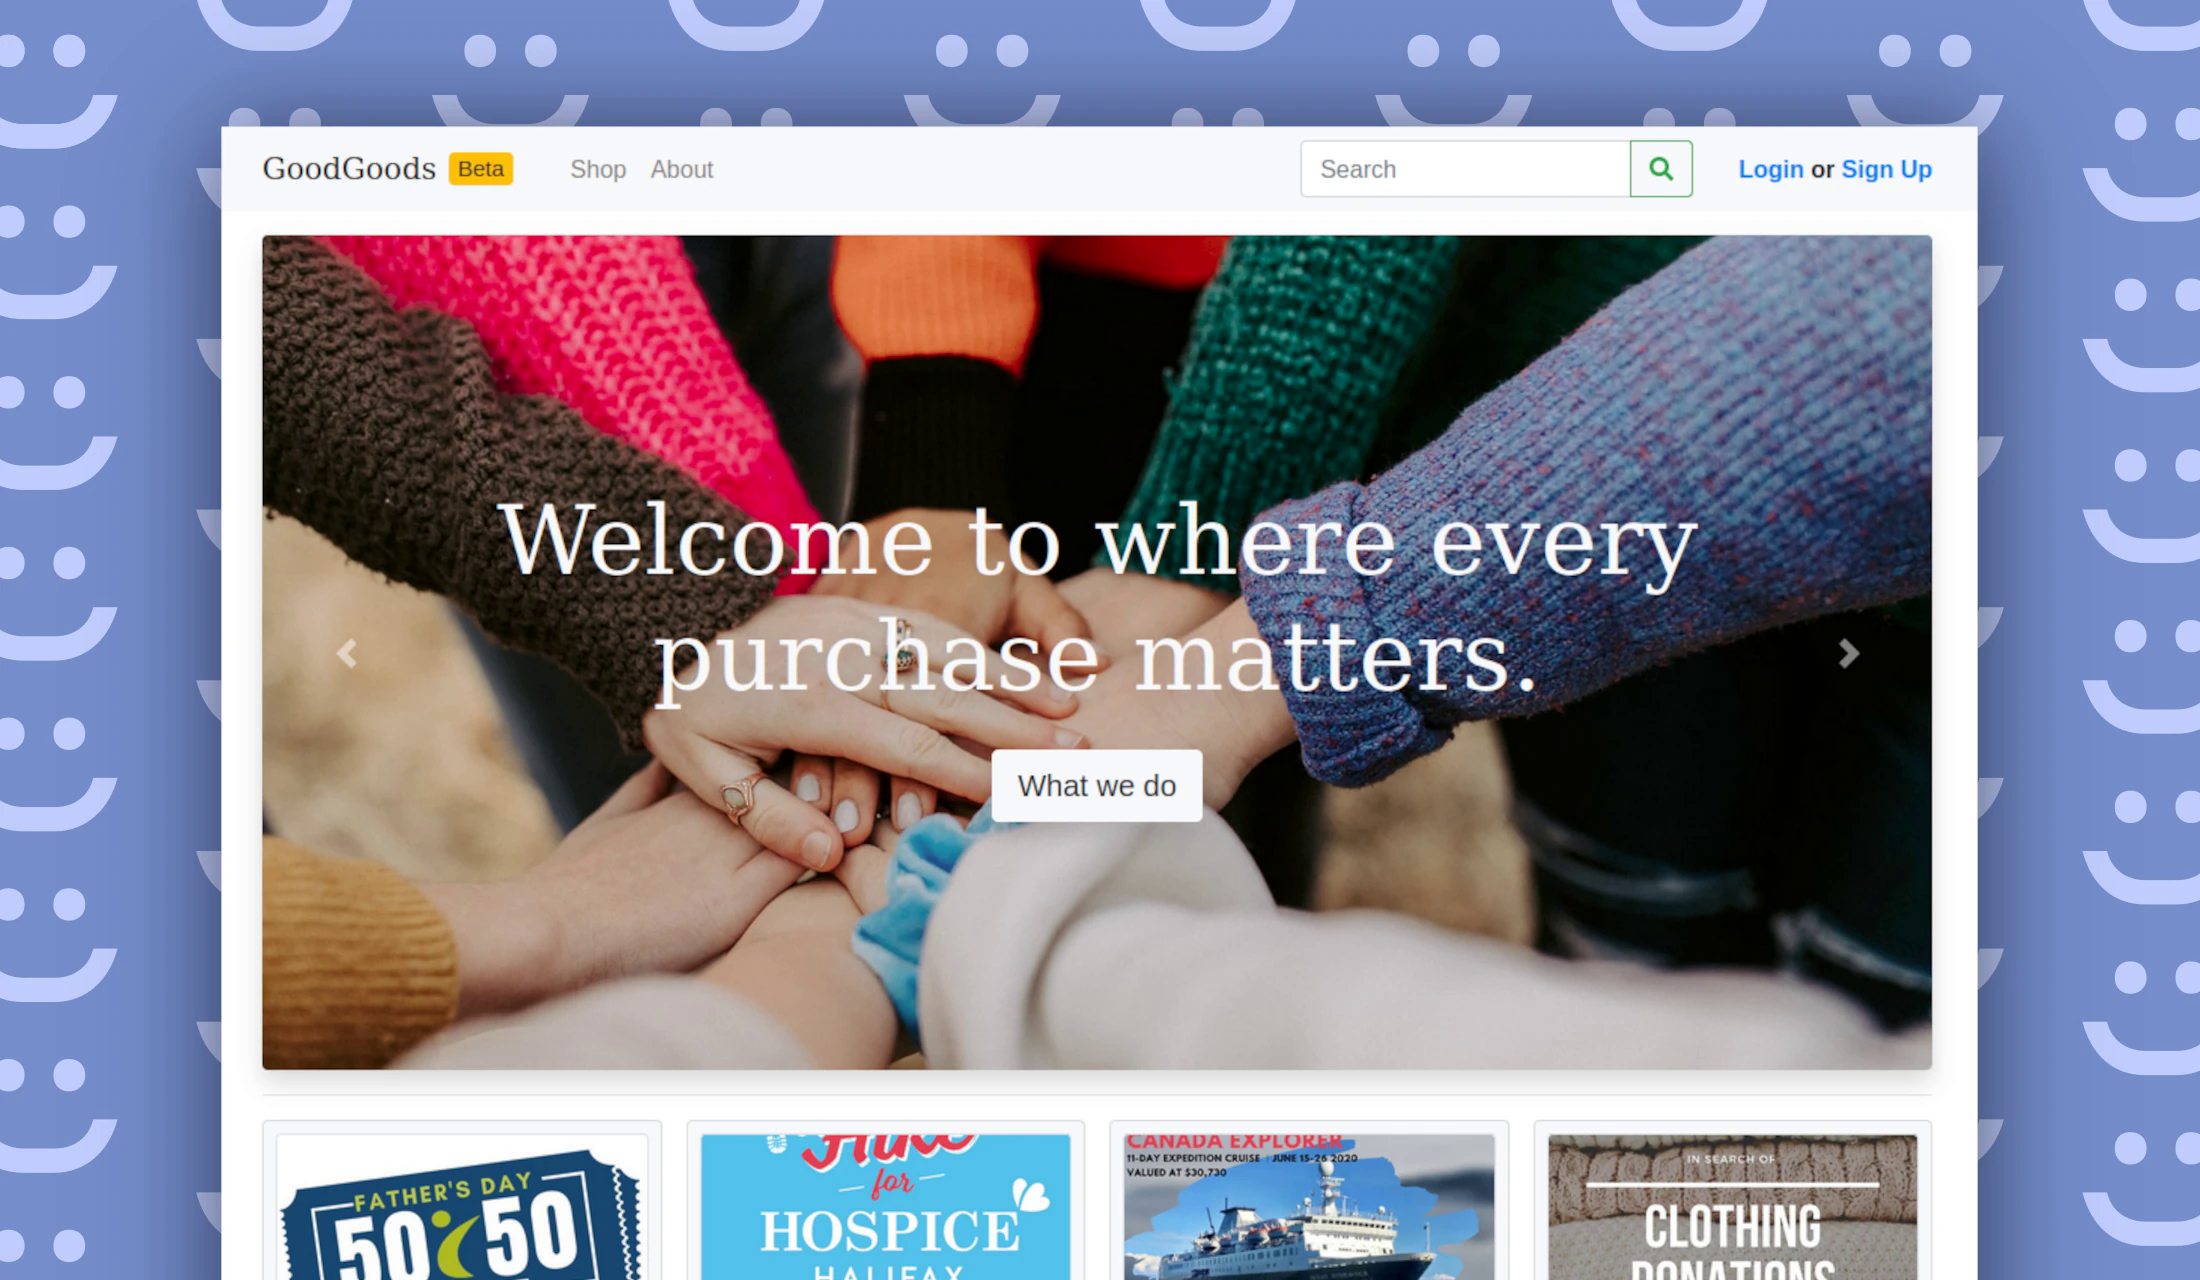 GoodGoods Beta Shop About Search Login or Sign Up
Welcome to where every
purchase matters.
What we do
FATHER'S DAY
50 50
Hike
for
HOSPICE
HALIFAX
CANADA EXPLORER
11-DAY EXPEDITION CRUISE | JUNE 15-26 2020
VALUED AT $30,730
IN SEARCH OF
CLOTHING
DONATIONS